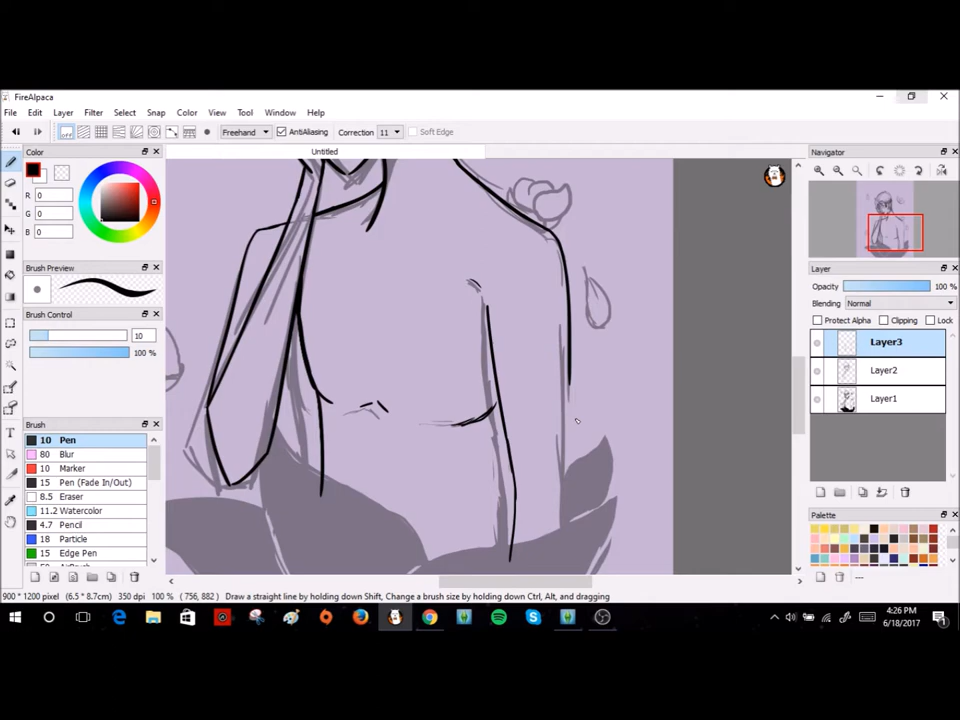 FireAlpaca
File Edit Layer Filter Select Snap Color View Tool Window Help
OFF Freehand AntiAliasing Correction 11 Soft Edge
Color
R 0
G 0
B 0
Brush Preview
Brush Control
10
100 %
Brush
10 Pen
80 Blur
10 Marker
15 Pen (Fade In/Out)
8.5 Eraser
11.2 Watercolor
4.7 Pencil
18 Particle
15 Edge Pen
Untitled
Navigator
Layer
Opacity 100 %
Blending Normal
Protect Alpha Clipping Lock
Layer3
Layer2
Layer1
Palette
---
900 * 1200 pixel (6.5 * 8.7cm) 350 dpi 100 % (756, 882) Draw a straight line by holding down Shift, Change a brush size by holding down Ctrl, Alt, and dragging
4:26 PM
6/18/2017